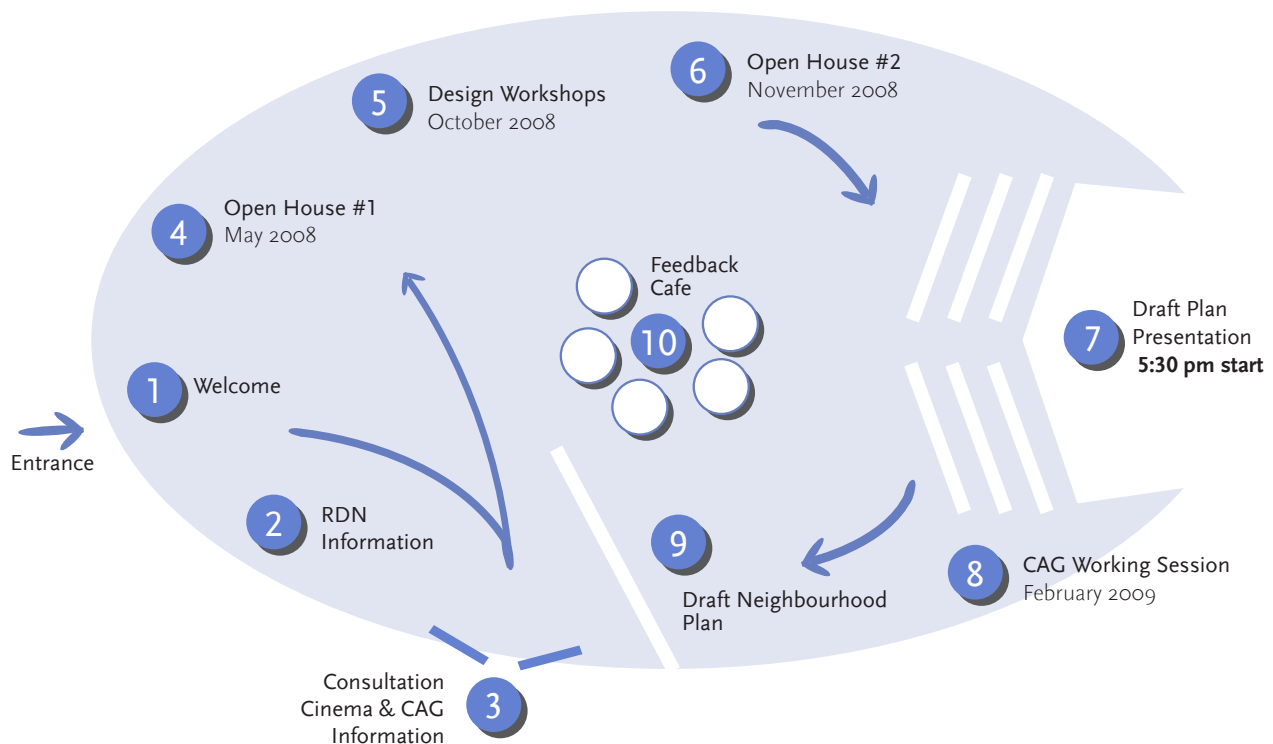 Entrance
1
Welcome
2
RDN
Information
3
Consultation
Cinema & CAG
Information
4
Open House #1
May 2008
5
Design Workshops
October 2008
6
Open House #2
November 2008
7
Draft Plan
Presentation
5:30 pm start
8
CAG Working Session
February 2009
9
Draft Neighbourhood
Plan
10
Feedback
Cafe